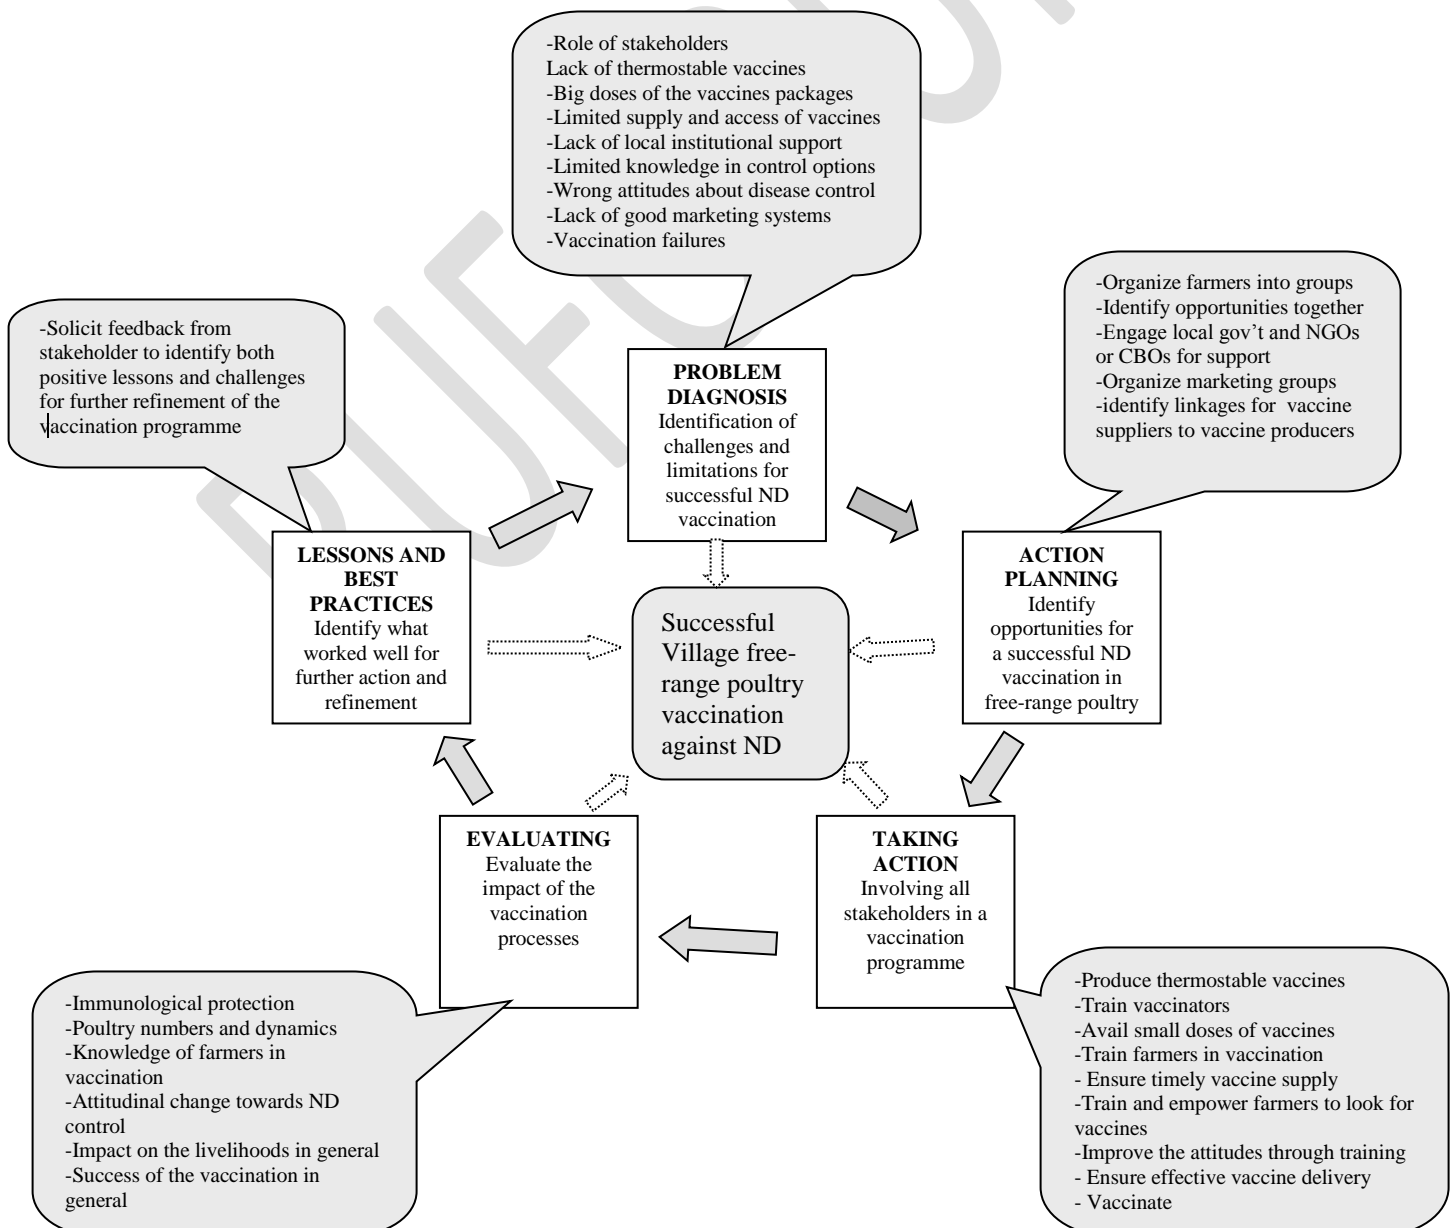 -Role of stakeholders
Lack of thermostable vaccines
-Big doses of the vaccines packages
-Limited supply and access of vaccines
-Lack of local institutional support
-Limited knowledge in control options
-Wrong attitudes about disease control
-Lack of good marketing systems
-Vaccination failures
-Organize farmers into groups
-Identify opportunities together
-Engage local gov’t and NGOs
or CBOs for support
-Organize marketing groups
-identify linkages for vaccine
suppliers to vaccine producers
-Solicit feedback from
stakeholder to identify both
positive lessons and challenges
for further refinement of the
vaccination programme
PROBLEM
DIAGNOSIS
Identification of
challenges and
limitations for
successful ND
vaccination
LESSONS AND
BEST
PRACTICES
Identify what
worked well for
further action and
refinement
ACTION
PLANNING
Identify
opportunities for
a successful ND
vaccination in
free-range poultry
Successful
Village free-
range poultry
vaccination
against ND
EVALUATING
Evaluate the
impact of the
vaccination
processes
TAKING
ACTION
Involving all
stakeholders in a
vaccination
programme
-Immunological protection
-Poultry numbers and dynamics
-Knowledge of farmers in
vaccination
-Attitudinal change towards ND
control
-Impact on the livelihoods in general
-Success of the vaccination in
general
-Produce thermostable vaccines
-Train vaccinators
-Avail small doses of vaccines
-Train farmers in vaccination
- Ensure timely vaccine supply
-Train and empower farmers to look for
vaccines
-Improve the attitudes through training
- Ensure effective vaccine delivery
- Vaccinate